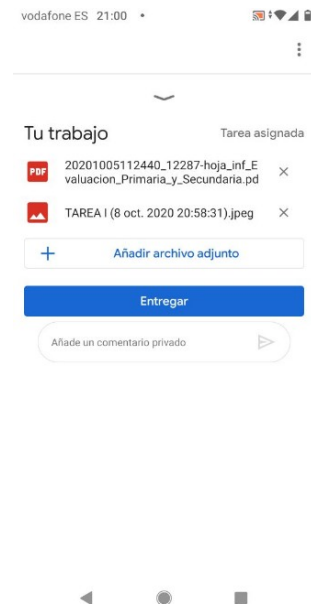 vodafone ES 21:00
Tu trabajo
Tarea asignada
PDF
20201005112440_12287-hoja_inf_E
valuacion_Primaria_y_Secundaria.pd
TAREA I (8 oct. 2020 20:58:31).jpeg
+ Añadir archivo adjunto
Entregar
Añade un comentario privado